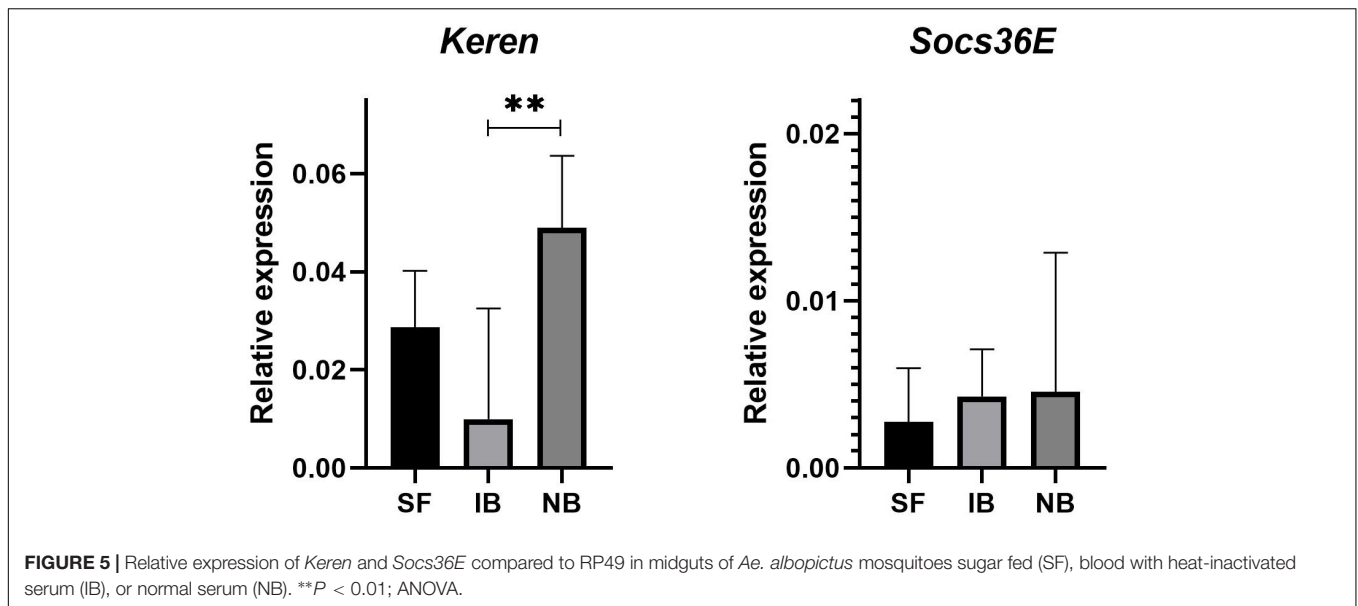 Keren
Socs36E
**
Relative expression
0.06
0.04
0.02
0.00
SF IB NB
Relative expression
0.02
0.01
0.00
SF IB NB
FIGURE 5 | Relative expression of Keren and Socs36E compared to RP49 in midguts of Ae. albopictus mosquitoes sugar fed (SF), blood with heat-inactivated
serum (IB), or normal serum (NB). **P < 0.01; ANOVA.